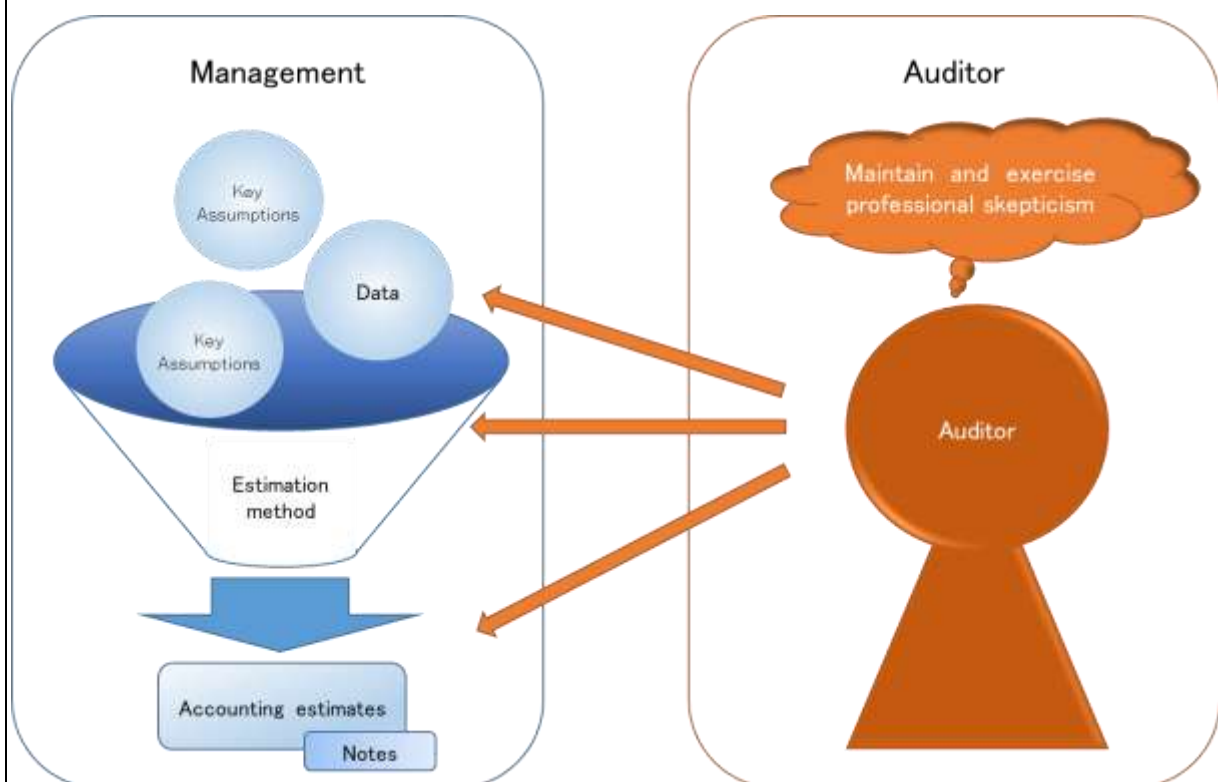 Management
Key
Assumptions
Data
Key
Assumptions
Estimation
method
Accounting estimates
Notes
Auditor
Maintain and exercise
professional skepticism
Auditor